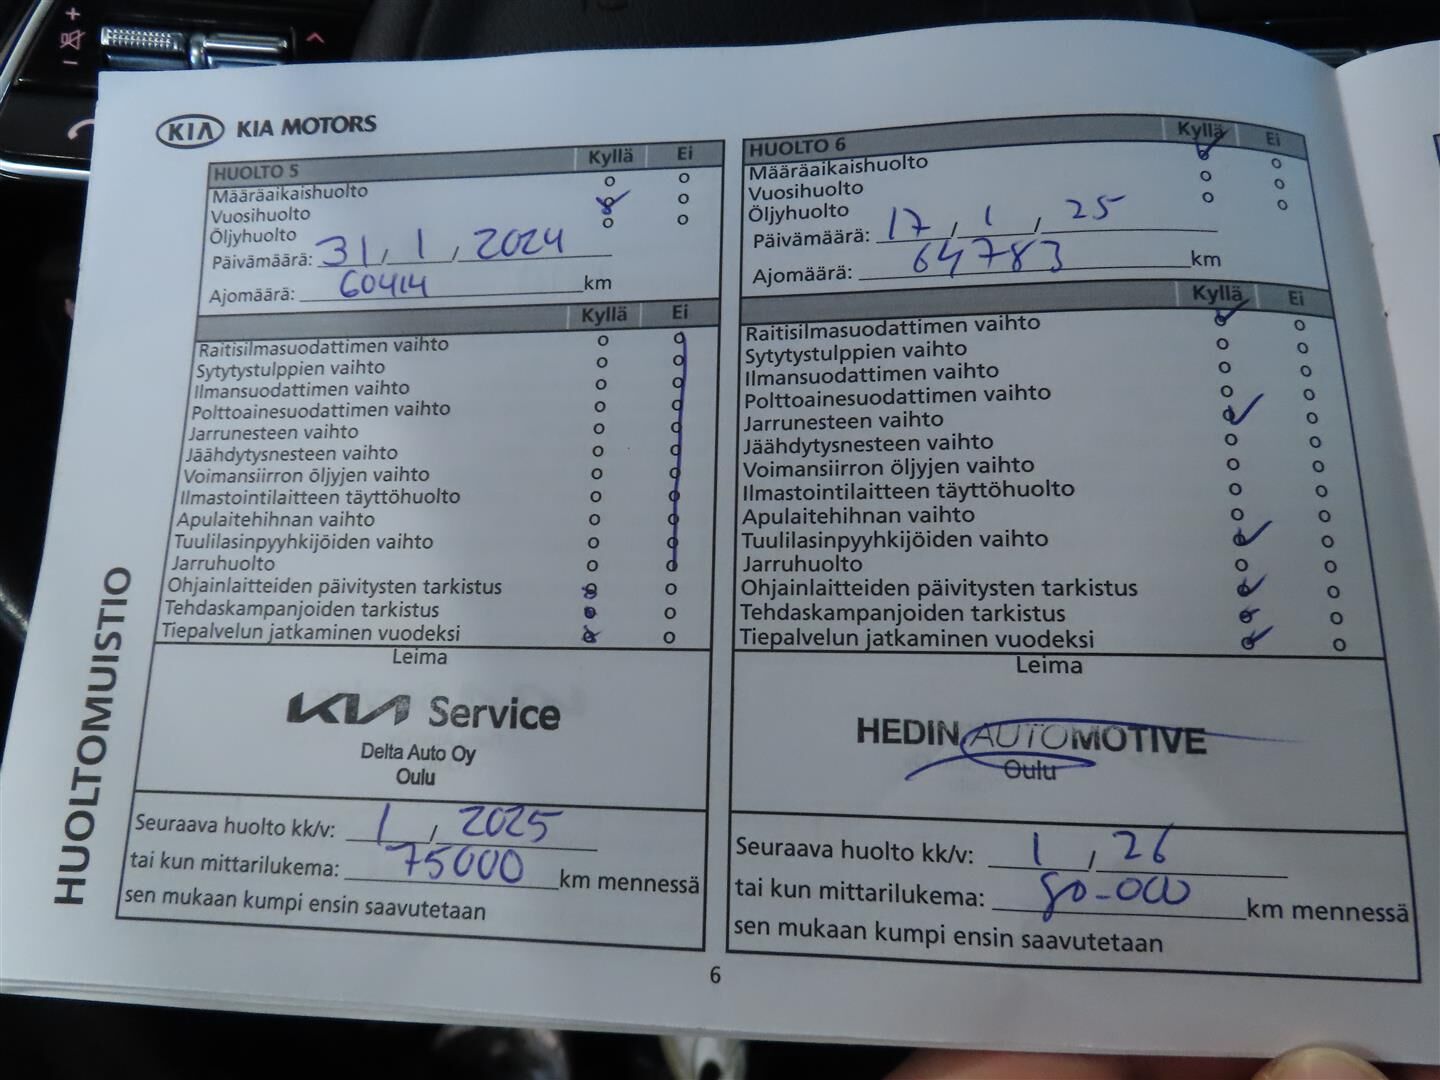 KIA KIA MOTORS
HUOLTOMUISTIO
HUOLTO 5 Kyllä Ei
Määräaikaishuolto
Vuosihuolto
Öljyhuolto
Päivämäärä: 31 / 1 / 2024
Ajomäärä: 60414 km
Kyllä Ei
Raitisilmasuodattimen vaihto
Sytytystulppien vaihto
Ilmansuodattimen vaihto
Polttoainesuodattimen vaihto
Jarrunesteen vaihto
Jäähdytysnesteen vaihto
Voimansiirron öljyjen vaihto
Ilmastointilaitteen täyttöhuolto
Apulaitehihnan vaihto
Tuulilasinpyyhkijöiden vaihto
Jarruhuolto
Ohjainlaitteiden päivitysten tarkistus
Tehdaskampanjoiden tarkistus
Tiepalvelun jatkaminen vuodeksi
Leima
KIA Service
Delta Auto Oy
Oulu
Seuraava huolto kk/v: 1 / 2025
tai kun mittarilukema: 75000 km mennessä
sen mukaan kumpi ensin saavutetaan
HUOLTO 6 Kyllä Ei
Määräaikaishuolto
Vuosihuolto
Öljyhuolto
Päivämäärä: 17 / 1 / 25
Ajomäärä: 64783 km
Kyllä Ei
Raitisilmasuodattimen vaihto
Sytytystulppien vaihto
Ilmansuodattimen vaihto
Polttoainesuodattimen vaihto
Jarrunesteen vaihto
Jäähdytysnesteen vaihto
Voimansiirron öljyjen vaihto
Ilmastointilaitteen täyttöhuolto
Apulaitehihnan vaihto
Tuulilasinpyyhkijöiden vaihto
Jarruhuolto
Ohjainlaitteiden päivitysten tarkistus
Tehdaskampanjoiden tarkistus
Tiepalvelun jatkaminen vuodeksi
Leima
HEDIN AUTOMOTIVE
Oulu
Seuraava huolto kk/v: 1 / 26
tai kun mittarilukema: 80-000 km mennessä
sen mukaan kumpi ensin saavutetaan
6